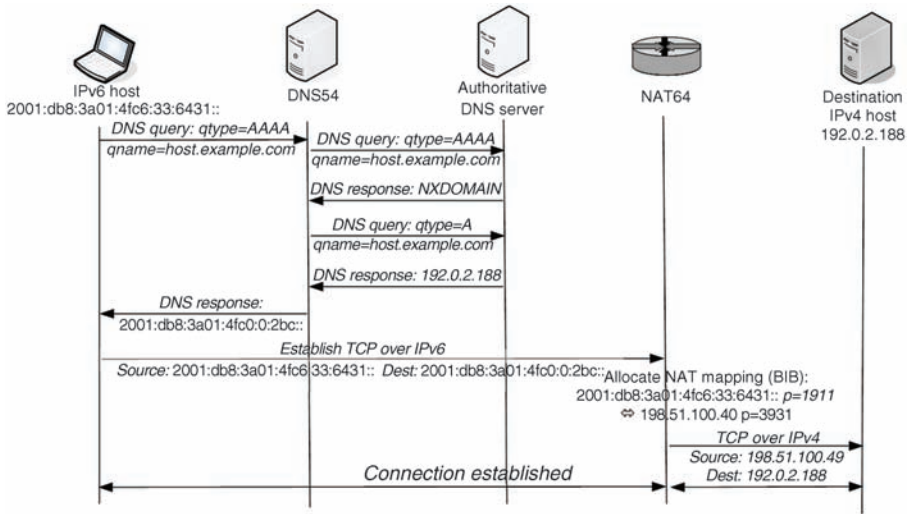 IPv6 host
2001:db8:3a01:4fc6:33:6431::
DNS54
Authoritative
DNS server
NAT64
Destination
IPv4 host
192.0.2.188
DNS query: qtype=AAAA
qname=host.example.com
DNS query: qtype=AAAA
qname=host.example.com
DNS response: NXDOMAIN
DNS query: qtype=A
qname=host.example.com
DNS response: 192.0.2.188
DNS response:
2001:db8:3a01:4fc0:0:2bc::
Establish TCP over IPv6
Source: 2001:db8:3a01:4fc6:33:6431:: Dest: 2001:db8:3a01:4fc0:0:2bc::
Allocate NAT mapping (BIB):
2001:db8:3a01:4fc6:33:6431:: p=1911
⇔ 198.51.100.40 p=3931
TCP over IPv4
Source: 198.51.100.49
Dest: 192.0.2.188
Connection established